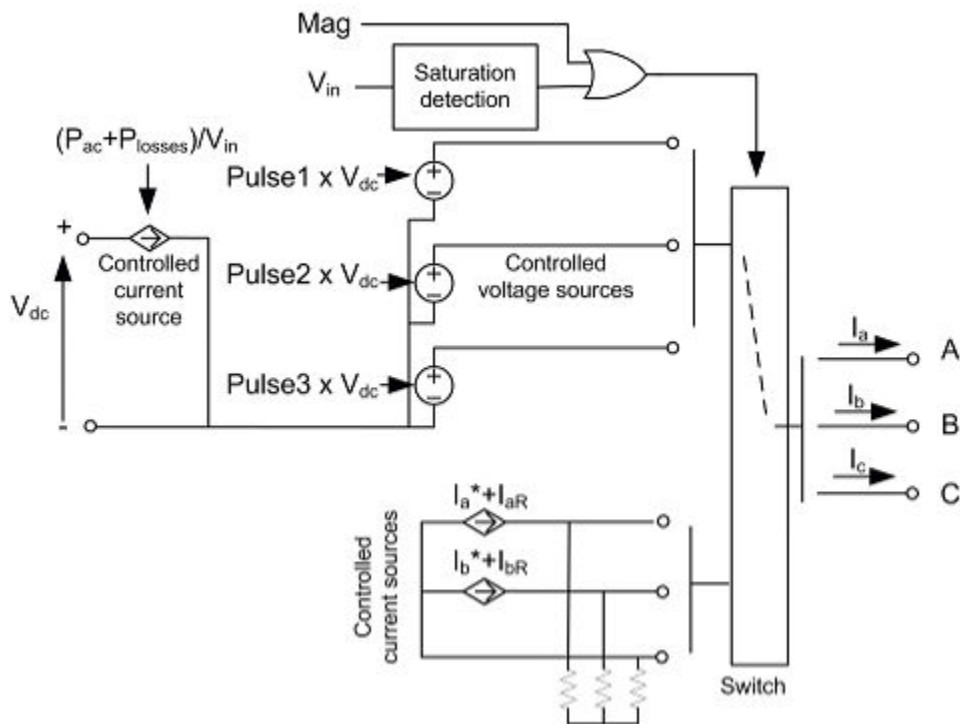 Mag
V_in
Saturation
detection
(P_ac+P_losses)/V_in
Pulse1 x V_dc
+
−
+
Controlled
current
source
V_dc
-
Pulse2 x V_dc
+
−
Controlled
voltage sources
Pulse3 x V_dc
+
−
I_a
A
I_b
B
I_c
C
Controlled
current sources
I_a*+I_aR
I_b*+I_bR
Switch